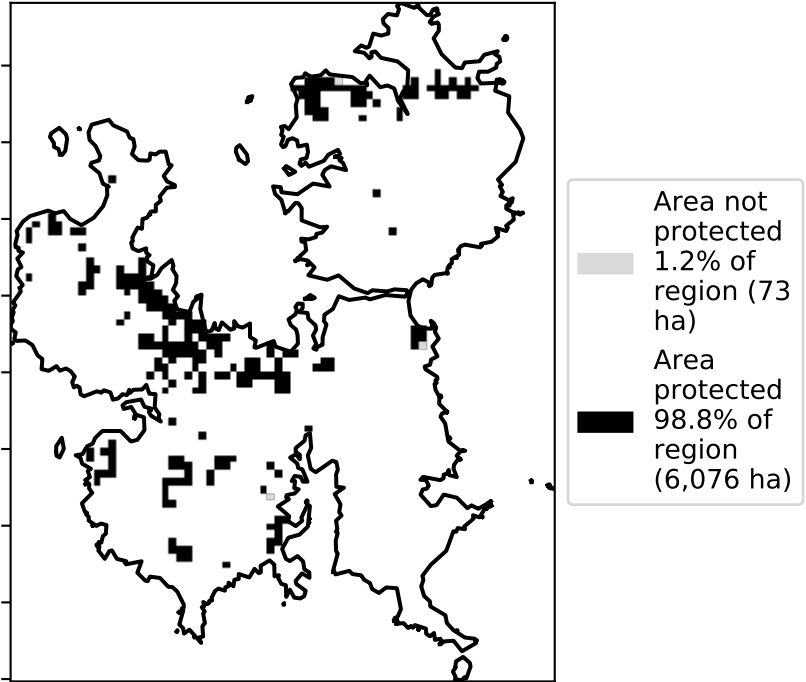 Area not
protected
1.2% of
region (73
ha)
Area
protected
98.8% of
region
(6,076 ha)